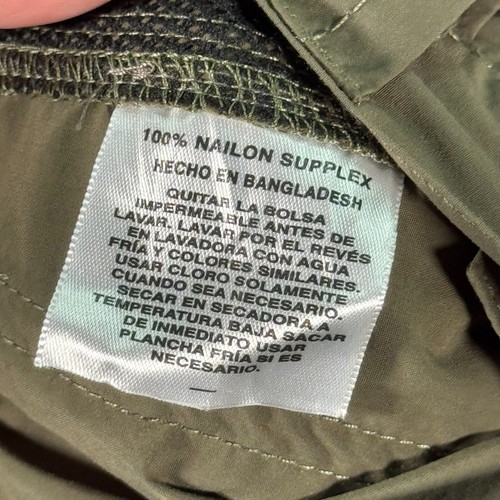 100% NAILON SUPPLEX
HECHO EN BANGLADESH
QUITAR LA BOLSA
IMPERMEABLE ANTES DE
LAVAR. LAVAR POR EL REVÉS
EN LAVADORA CON AGUA
FRÍA Y COLORES SIMILARES.
USAR CLORO SOLAMENTE
CUANDO SEA NECESARIO.
SECAR EN SECADORA A
TEMPERATURA BAJA SACAR
DE INMEDIATO USAR
PLANCHA FRÍA SI ES
NECESARIO.